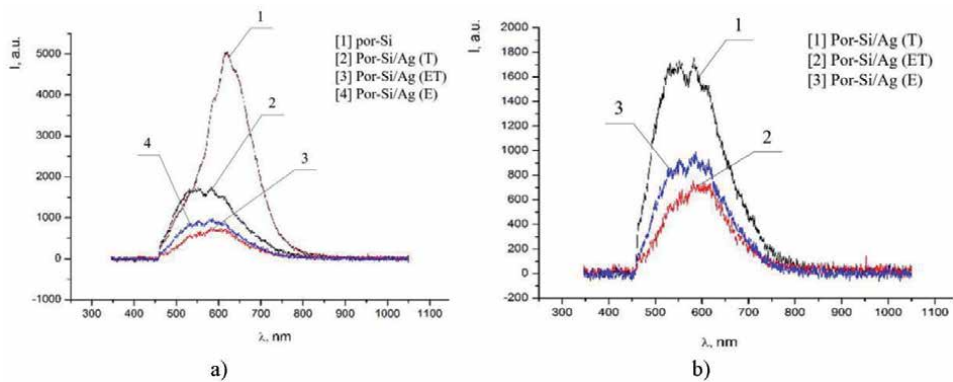 I, a.u.
5000
4000
3000
2000
1000
0
-1000
300 400 500 600 700 800 900 1000 1100
λ, nm
1
2
3
4
[1] por-Si
[2] Por-Si/Ag (T)
[3] Por-Si/Ag (ET)
[4] Por-Si/Ag (E)
a)
I, a.u.
1800
1600
1400
1200
1000
800
600
400
200
0
-200
300 400 500 600 700 800 900 1000 1100
λ, nm
1
3
2
[1] Por-Si/Ag (T)
[2] Por-Si/Ag (ET)
[3] Por-Si/Ag (E)
b)